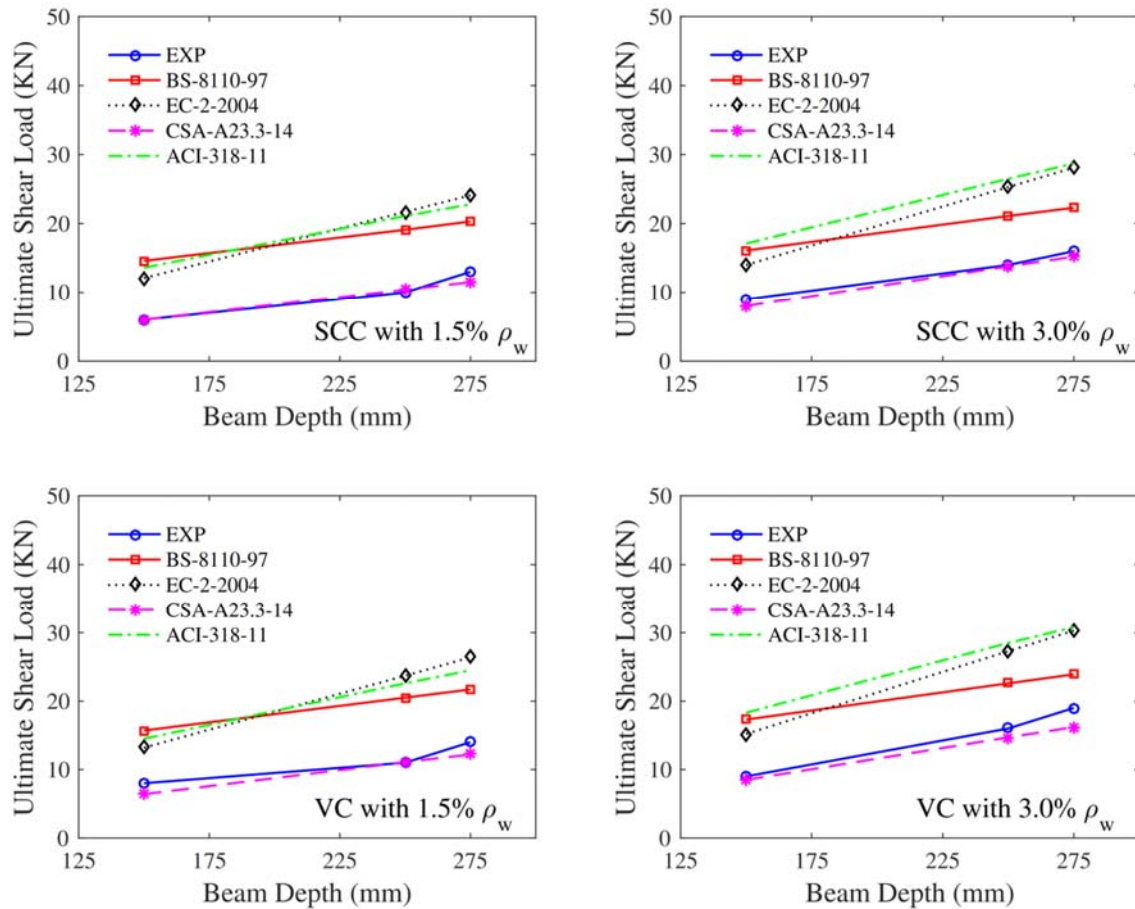 50
40
30
20
10
0
Ultimate Shear Load (KN)
EXP
BS-8110-97
EC-2-2004
CSA-A23.3-14
ACI-318-11
SCC with 1.5% ρw
125 175 225 275
Beam Depth (mm)
50
40
30
20
10
0
Ultimate Shear Load (KN)
EXP
BS-8110-97
EC-2-2004
CSA-A23.3-14
ACI-318-11
SCC with 3.0% ρw
125 175 225 275
Beam Depth (mm)
50
40
30
20
10
0
Ultimate Shear Load (KN)
EXP
BS-8110-97
EC-2-2004
CSA-A23.3-14
ACI-318-11
VC with 1.5% ρw
125 175 225 275
Beam Depth (mm)
50
40
30
20
10
0
Ultimate Shear Load (KN)
EXP
BS-8110-97
EC-2-2004
CSA-A23.3-14
ACI-318-11
VC with 3.0% ρw
125 175 225 275
Beam Depth (mm)